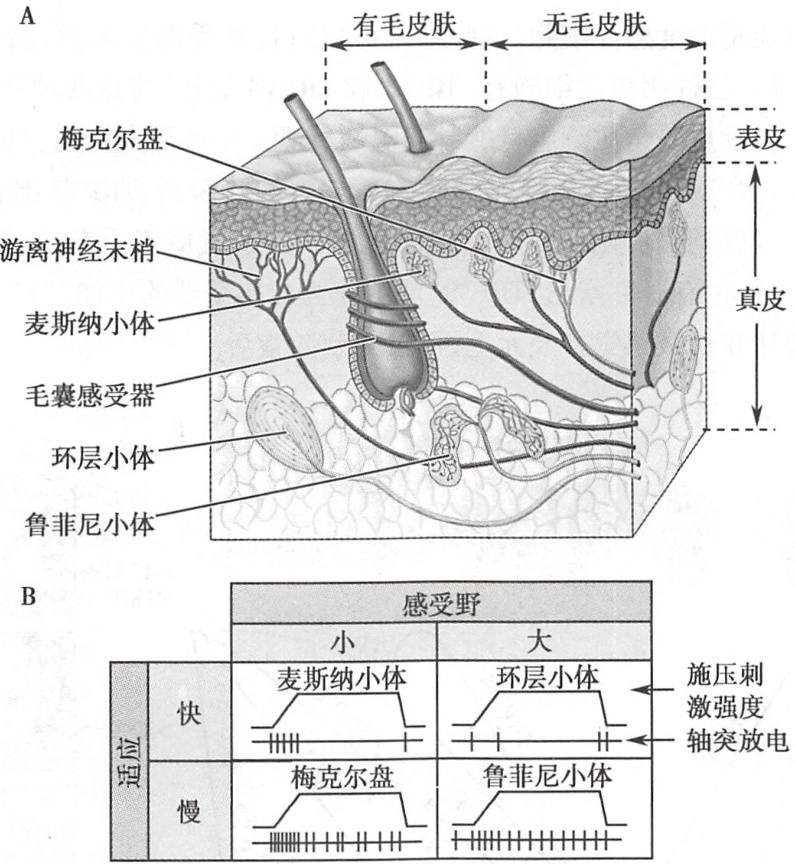 A
有毛皮肤
无毛皮肤
梅克尔盘
表皮
游离神经末梢
麦斯纳小体
真皮
毛囊感受器
环层小体
鲁菲尼小体
B
感受野
小
大
适应
快
麦斯纳小体
环层小体
施压刺
激强度
轴突放电
慢
梅克尔盘
鲁菲尼小体